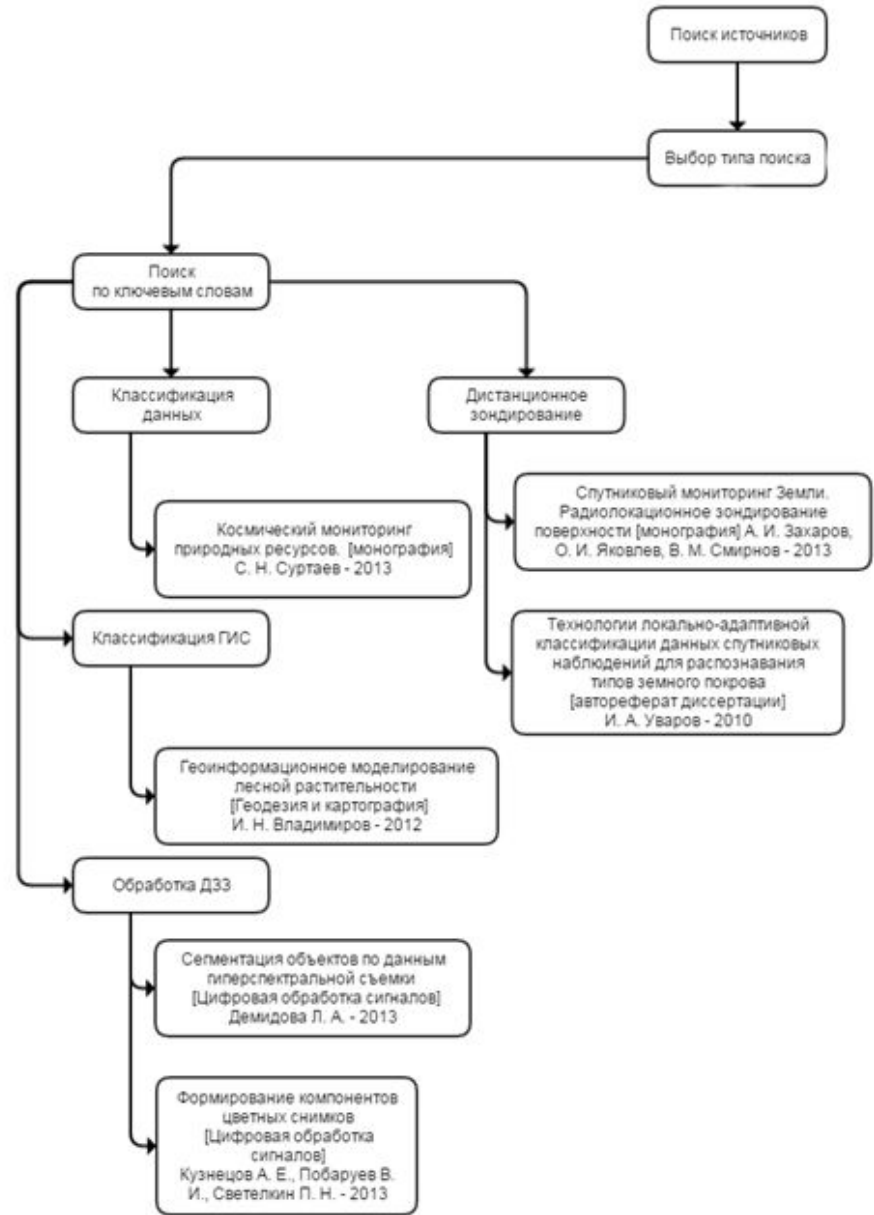 Поиск источников
Выбор типа поиска
Поиск
по ключевым словам
Классификация
данных
Дистанционное
зондирование
Космический мониторинг
природных ресурсов. [монография]
С. Н. Суртаев - 2013
Спутниковый мониторинг Земли.
Радиолокационное зондирование
поверхности [монография] А. И. Захаров,
О. И. Яковлев, В. М. Смирнов - 2013
Классификация ГИС
Технологии локально-адаптивной
классификации данных спутниковых
наблюдений для распознавания
типов земного покрова
[автореферат диссертации]
И. А. Уваров - 2010
Геоинформационное моделирование
лесной растительности
[Геодезия и картография]
И. Н. Владимиров - 2012
Обработка ДЗЗ
Сегментация объектов по данным
гиперспектральной съемки
[Цифровая обработка сигналов]
Демидова Л. А. - 2013
Формирование компонентов
цветных снимков
[Цифровая обработка
сигналов]
Кузнецов А. Е., Побаруев В.
И., Светелкин П. Н. - 2013